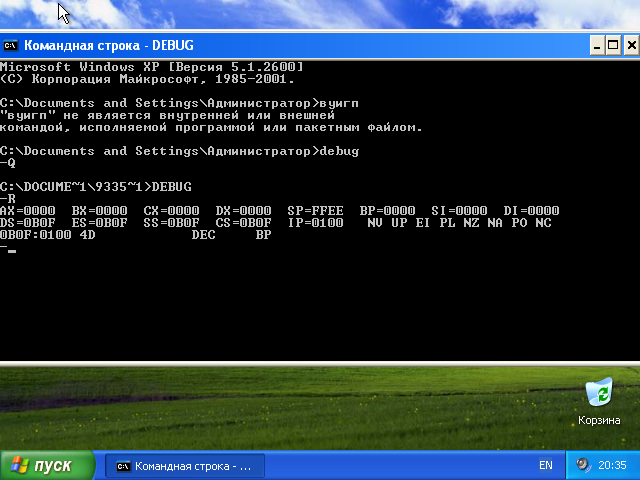 Командная строка - DEBUG
Microsoft Windows XP [Версия 5.1.2600]
(C) Корпорация Майкрософт, 1985-2001.
C:\Documents and Settings\Администратор>вуигп
"вуигп" не является внутренней или внешней
командой, исполняемой программой или пакетным файлом.
C:\Documents and Settings\Администратор>debug
-Q
C:\DOCUME~1\9335~1>DEBUG
-R
AX=0000  BX=0000  CX=0000  DX=0000  SP=FFEE  BP=0000  SI=0000  DI=0000
DS=0B0F  ES=0B0F  SS=0B0F  CS=0B0F  IP=0100   NV UP EI PL NZ NA PO NC
0B0F:0100 4D            DEC     BP
-
Корзина
пуск
Командная строка - ...
EN
20:35